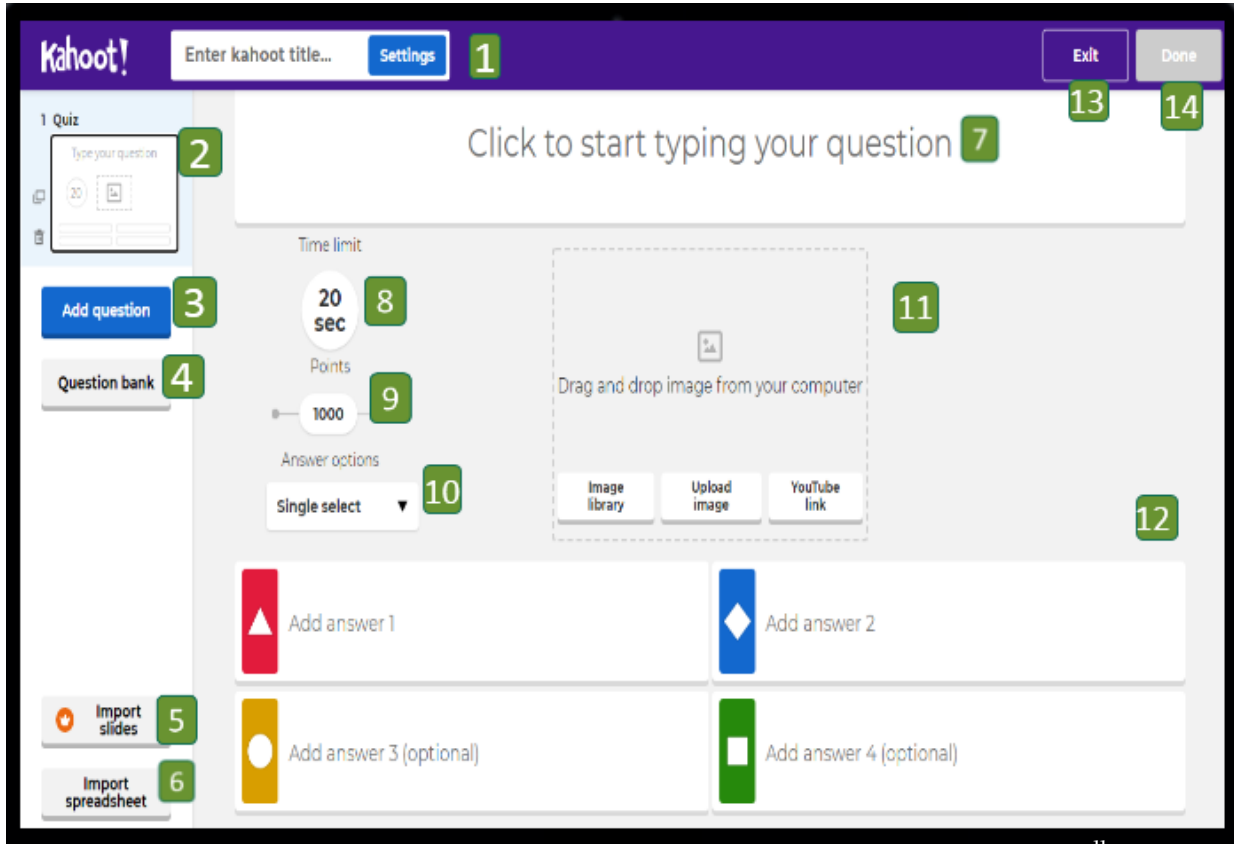 Kahoot!
Enter kahoot title...
Settings
1
Exit
Done
13
14
1 Quiz
Type your question
2
20
Click to start typing your question
7
Time limit
20
sec
8
Add question
3
Points
1000
9
Question bank
4
Answer options
Single select
10
11
Drag and drop image from your computer
Image
library
Upload
image
YouTube
link
12
Add answer 1
Add answer 2
Import
slides
5
Add answer 3 (optional)
Add answer 4 (optional)
Import
spreadsheet
6